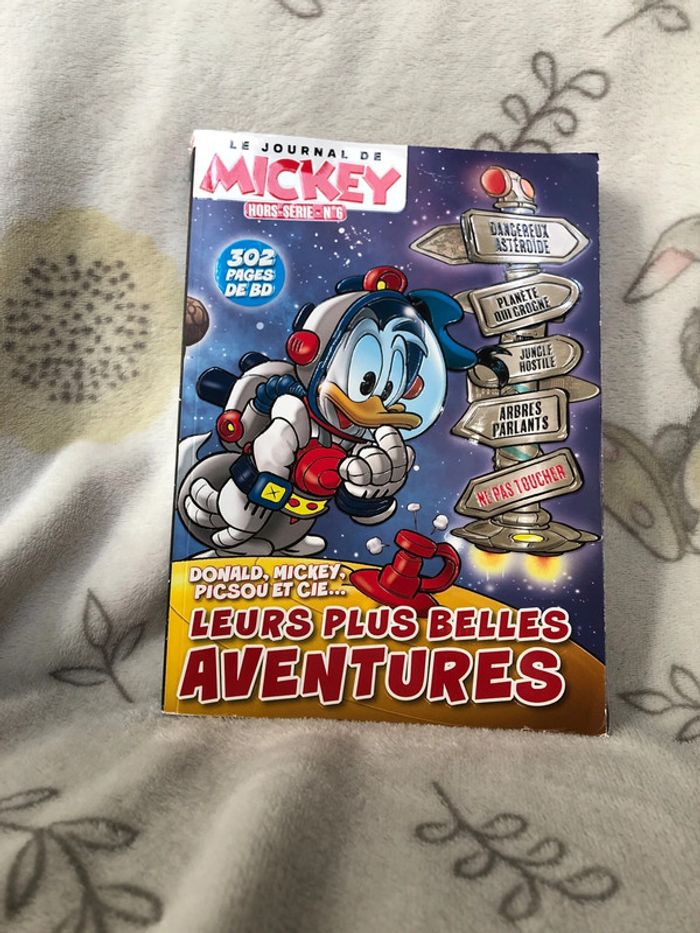 LE JOURNAL DE
MICKEY
HORS-SÉRIE - N°6
302
PAGES
DE BD
DANGEREUX
ASTÉROÏDE
PLANÈTE
QUI GROGNE
JUNGLE
HOSTILE
ARBRES
PARLANTS
NE PAS TOUCHER
DONALD, MICKEY,
PICSOU ET CIE...
LEURS PLUS BELLES
AVENTURES